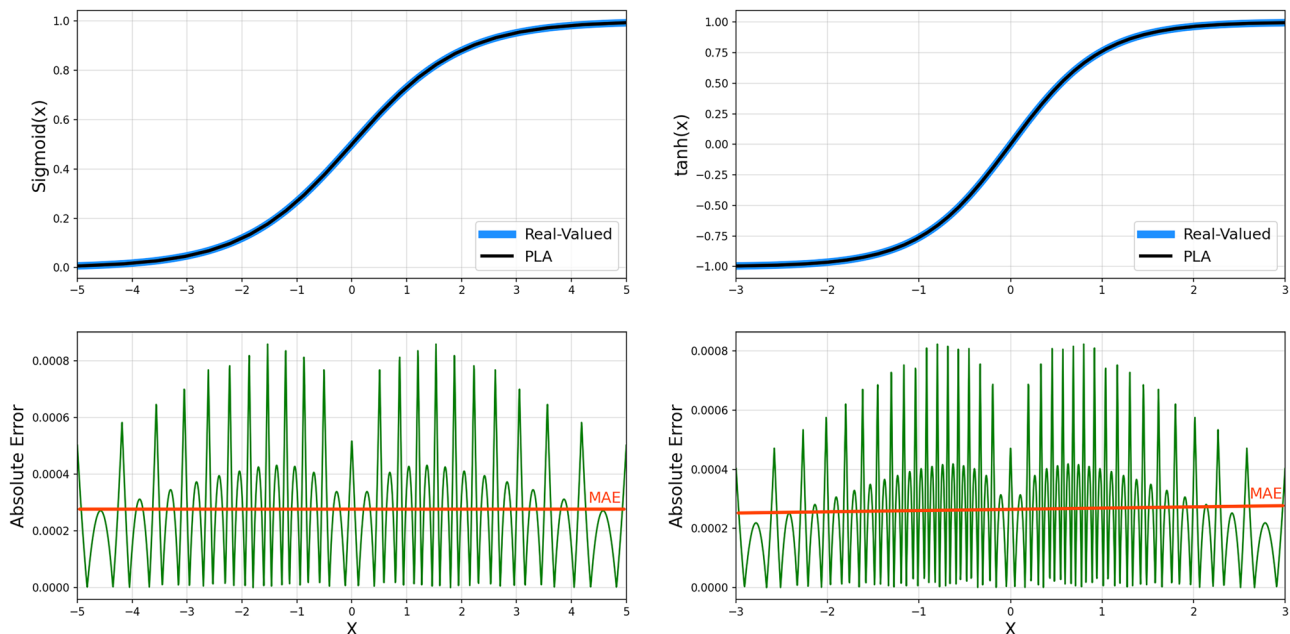 Sigmoid(x)
1.0
0.8
0.6
0.4
0.2
0.0
−5 −4 −3 −2 −1 0 1 2 3 4 5
Real-Valued
PLA
tanh(x)
1.00
0.75
0.50
0.25
0.00
−0.25
−0.50
−0.75
−1.00
−3 −2 −1 0 1 2 3
Real-Valued
PLA
Absolute Error
0.0008
0.0006
0.0004
0.0002
0.0000
MAE
−5 −4 −3 −2 −1 0 1 2 3 4 5
X
Absolute Error
0.0008
0.0006
0.0004
0.0002
0.0000
MAE
−3 −2 −1 0 1 2 3
X